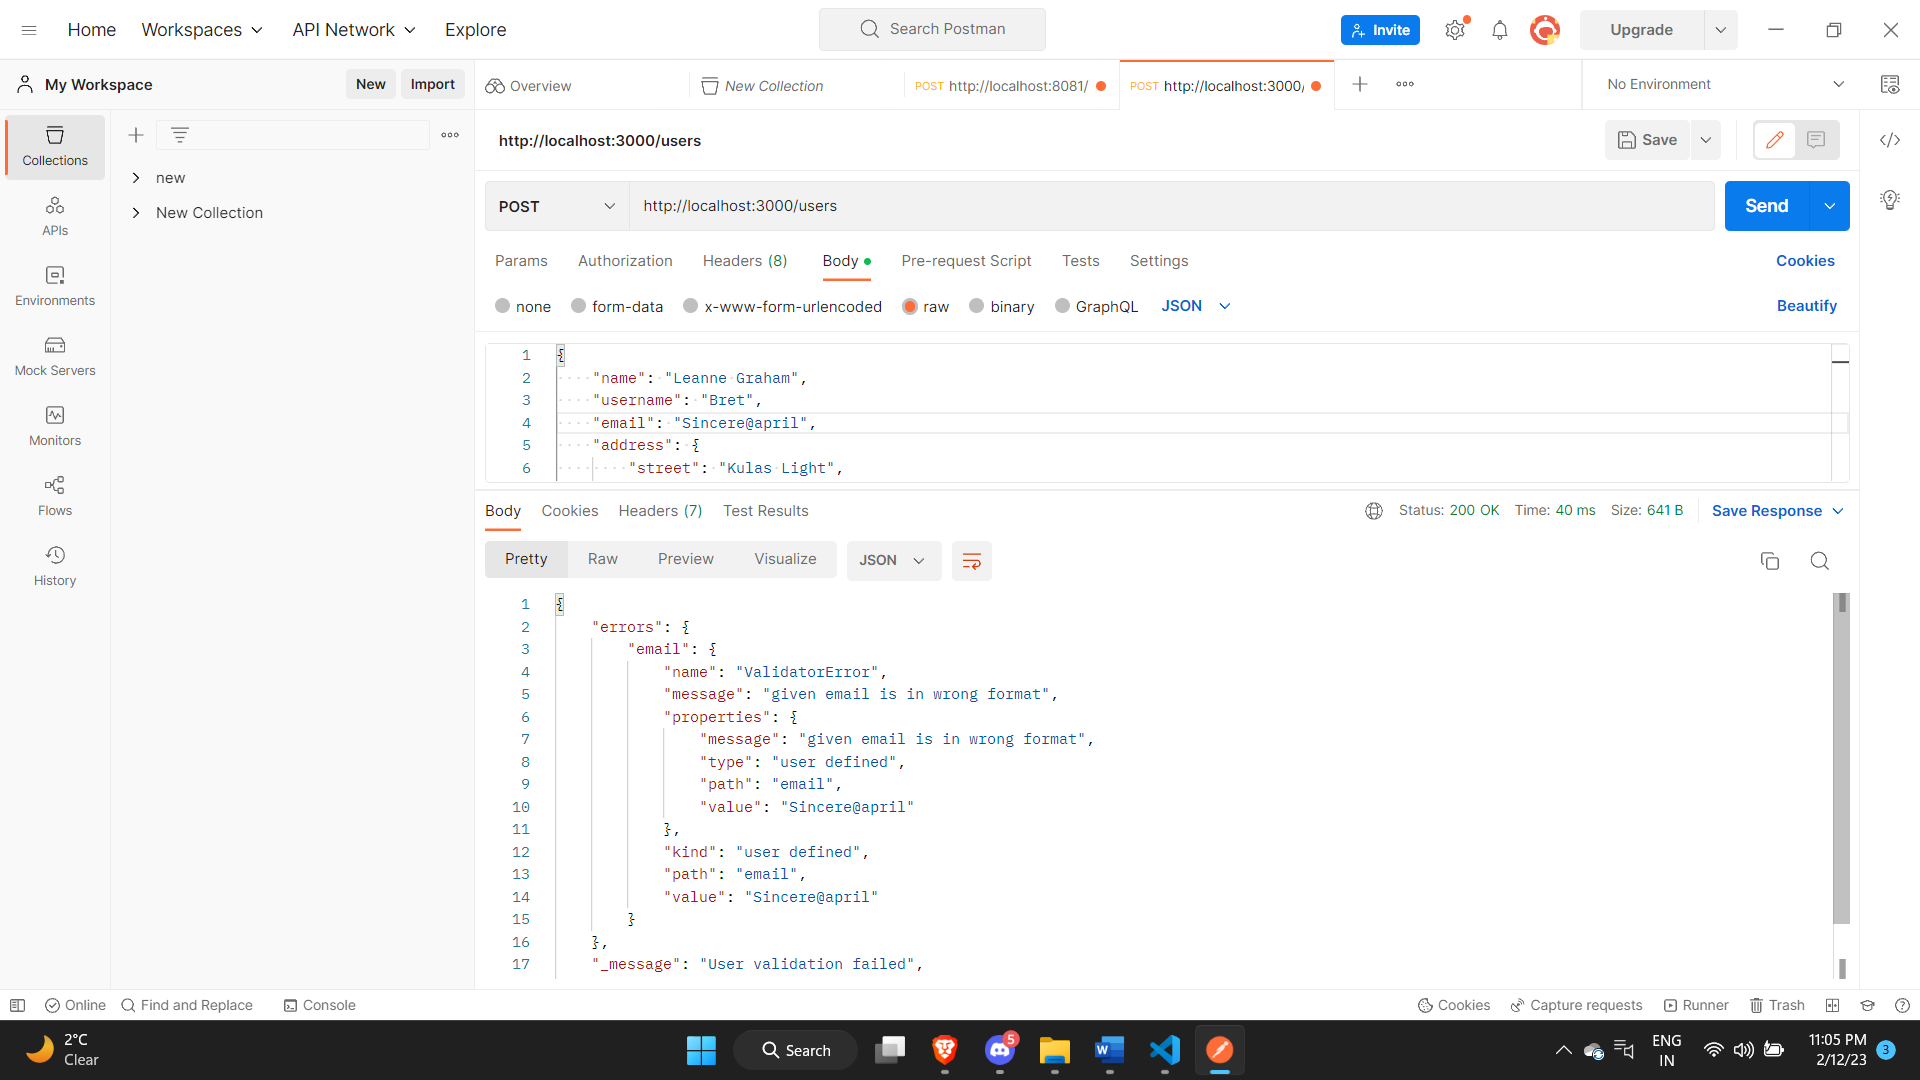 Home Workspaces API Network Explore Search Postman Invite Upgrade
My Workspace New Import Overview New Collection POST http://localhost:8081/ POST http://localhost:3000/ No Environment
Collections
APIs
Environments
Mock Servers
Monitors
Flows
History
new
New Collection
http://localhost:3000/users Save
POST http://localhost:3000/users Send
Params Authorization Headers (8) Body Pre-request Script Tests Settings Cookies
none form-data x-www-form-urlencoded raw binary GraphQL JSON Beautify
1 {
2 "name": "Leanne Graham",
3 "username": "Bret",
4 "email": "Sincere@april",
5 "address": {
6 "street": "Kulas Light",
Body Cookies Headers (7) Test Results Status: 200 OK Time: 40 ms Size: 641 B Save Response
Pretty Raw Preview Visualize JSON
1 {
2 "errors": {
3 "email": {
4 "name": "ValidatorError",
5 "message": "given email is in wrong format",
6 "properties": {
7 "message": "given email is in wrong format",
8 "type": "user defined",
9 "path": "email",
10 "value": "Sincere@april"
11 },
12 "kind": "user defined",
13 "path": "email",
14 "value": "Sincere@april"
15 }
16 },
17 "_message": "User validation failed",
Online Find and Replace Console Cookies Capture requests Runner Trash
2°C
Clear
Search
5
ENG
IN
11:05 PM
2/12/23
3